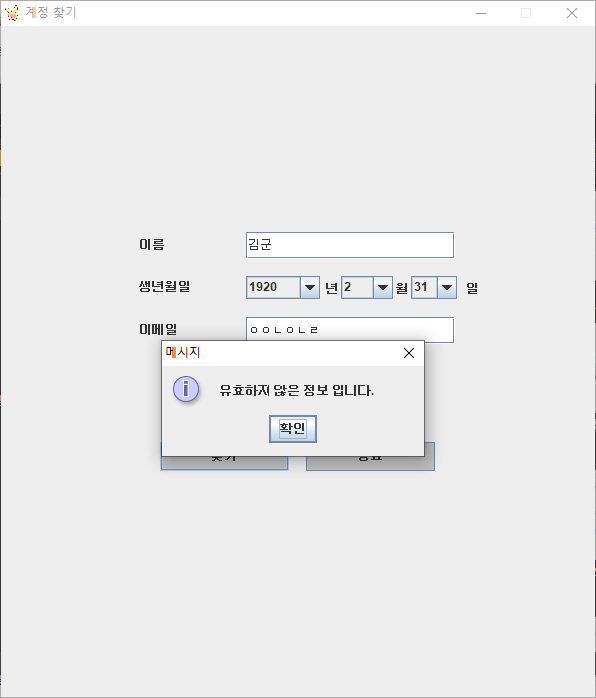 계정 찾기
이름 김군
생년월일 1920 년 2 월 31 일
이메일 ㅇㅇㄴㅇㄴㄹ
메시지
유효하지 않은 정보 입니다.
확인